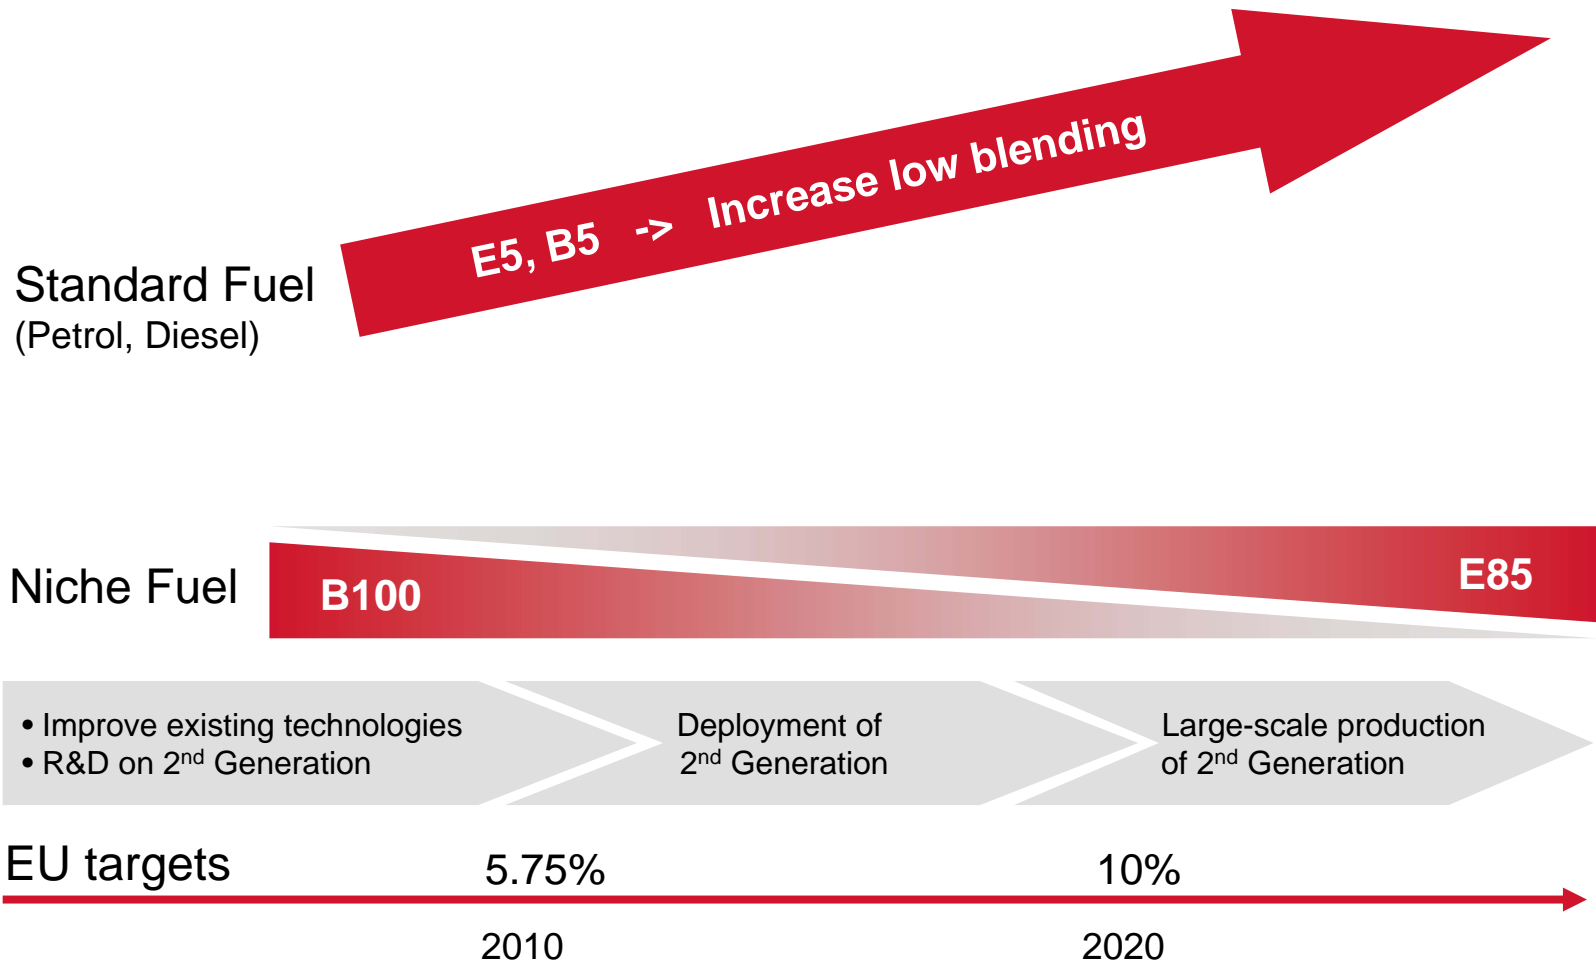 E5, B5 -> Increase low blending
Standard Fuel
(Petrol, Diesel)
Niche Fuel
B100
E85
• Improve existing technologies
• R&D on 2nd Generation
Deployment of
2nd Generation
Large-scale production
of 2nd Generation
EU targets
5.75%
10%
2010
2020